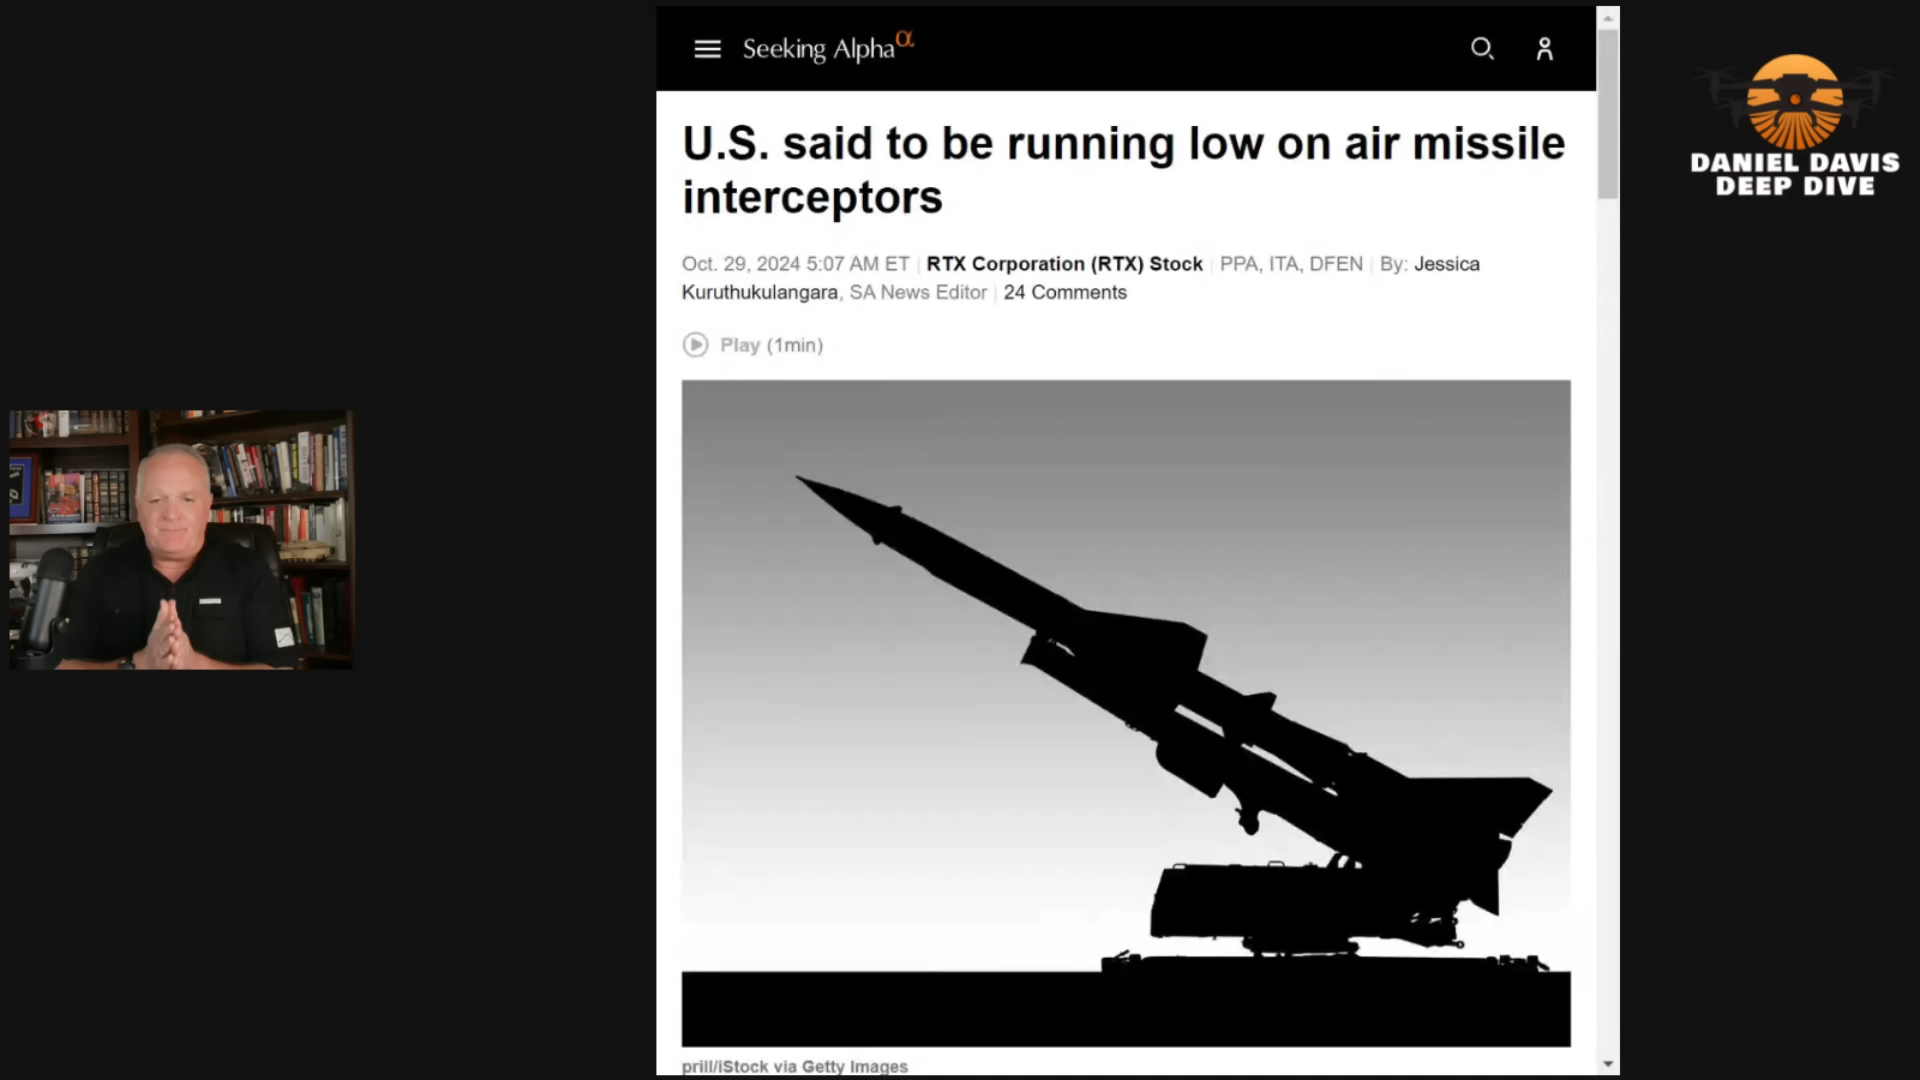 Seeking Alpha α
U.S. said to be running low on air missile
interceptors
Oct. 29, 2024 5:07 AM ET | RTX Corporation (RTX) Stock | PPA, ITA, DFEN | By: Jessica
Kuruthukulangara, SA News Editor | 24 Comments
Play (1min)
prill/iStock via Getty Images
DANIEL DAVIS
DEEP DIVE